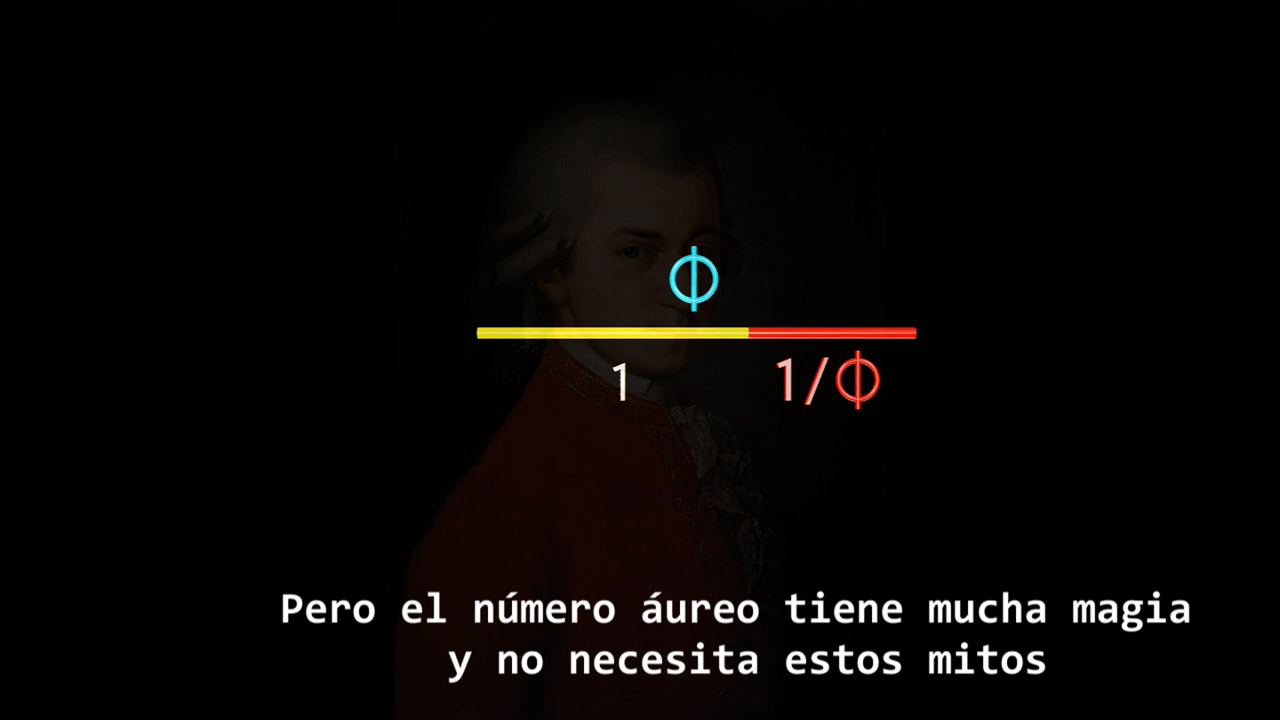 Φ
1 1/Φ
Pero el número áureo tiene mucha magia
y no necesita estos mitos